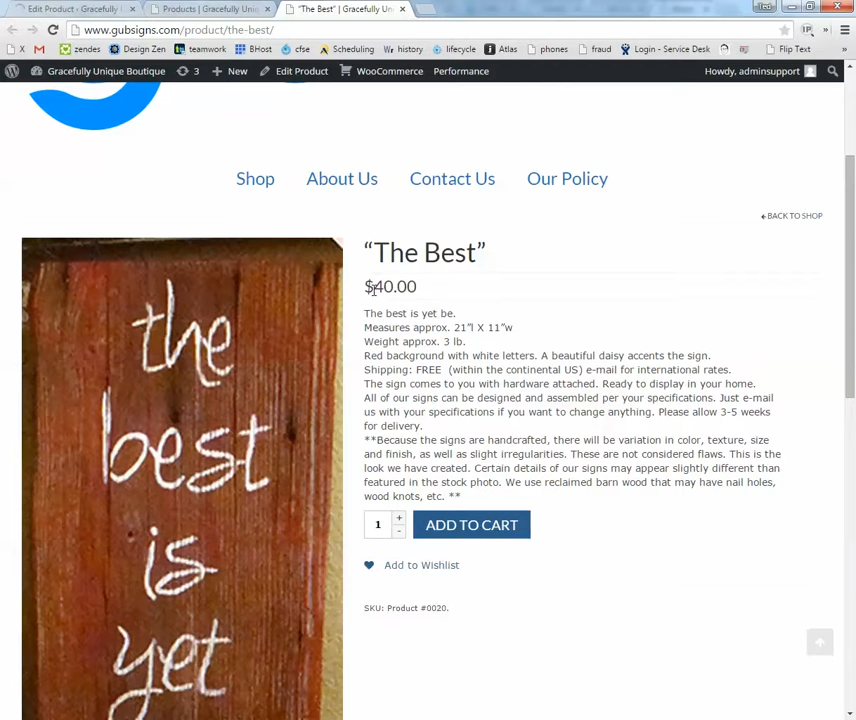 Edit Product ‹ Gracefully
Products | Gracefully Uni
"The Best" | Gracefully Un
Ted
www.gubsigns.com/product/the-best/
X
zendes
Design Zen
teamwork
BHost
cfse
Scheduling
history
lifecycle
Atlas
phones
fraud
Login - Service Desk
Flip Text
Gracefully Unique Boutique
3
New
Edit Product
WooCommerce
Performance
Howdy, adminsupport
Shop
About Us
Contact Us
Our Policy
BACK TO SHOP
the
best
is
yet
“The Best”
$40.00
The best is yet be.
Measures approx. 21”l X 11”w
Weight approx. 3 lb.
Red background with white letters. A beautiful daisy accents the sign.
Shipping: FREE (within the continental US) e-mail for international rates.
The sign comes to you with hardware attached. Ready to display in your home.
All of our signs can be designed and assembled per your specifications. Just e-mail
us with your specifications if you want to change anything. Please allow 3-5 weeks
for delivery.
**Because the signs are handcrafted, there will be variation in color, texture, size
and finish, as well as slight irregularities. These are not considered flaws. This is the
look we have created. Certain details of our signs may appear slightly different than
featured in the stock photo. We use reclaimed barn wood that may have nail holes,
wood knots, etc. **
1
+
-
ADD TO CART
Add to Wishlist
SKU: Product #0020.